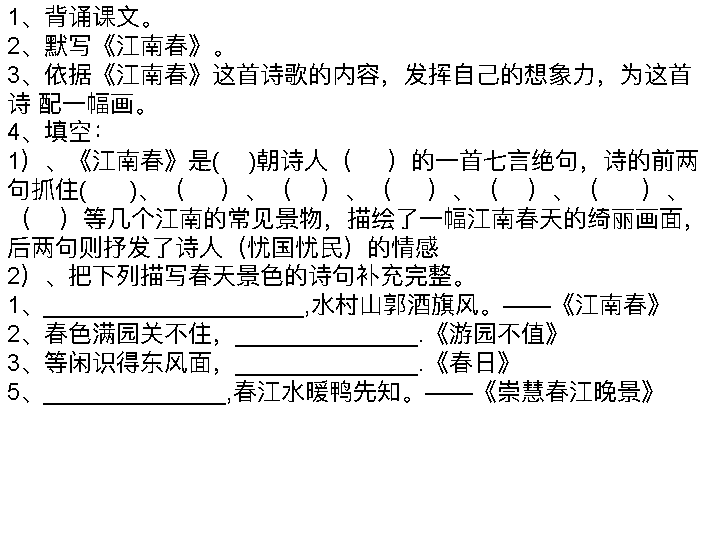 1、背诵课文。
2、默写《江南春》。
3、依据《江南春》这首诗歌的内容，发挥自己的想象力，为这首
诗 配一幅画。
4、填空：
1）、《江南春》是(    )朝诗人（    ）的一首七言绝句，诗的前两
句抓住(      )、（    ）、（    ）、（    ）、（    ）、（      ）、
（    ）等几个江南的常见景物，描绘了一幅江南春天的绮丽画面，
后两句则抒发了诗人（忧国忧民）的情感
2）、把下列描写春天景色的诗句补充完整。
1、____________________,水村山郭酒旗风。——《江南春》
2、春色满园关不住，______________.《游园不值》
3、等闲识得东风面，______________.《春日》
5、______________,春江水暖鸭先知。——《崇慧春江晚景》